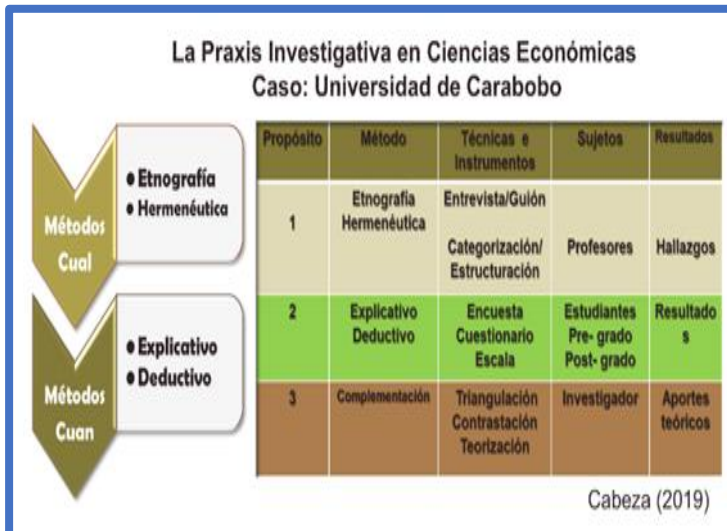 La Praxis Investigativa en Ciencias Económicas
Caso: Universidad de Carabobo
Métodos
Cual
• Etnografía
• Hermenéutica
Métodos
Cuan
• Explicativo
• Deductivo
Propósito
Método
Técnicas e
Instrumentos
Sujetos
Resultados
1
Etnografia
Hermenéutica
Entrevista/Guión
Categorización/
Estructuración
Profesores
Hallazgos
2
Explicativo
Deductivo
Encuesta
Cuestionario
Escala
Estudiantes
Pre- grado
Post- grado
Resultado
s
3
Complementación
Triangulación
Contrastación
Teorización
Investigador
Aportes
teóricos
Cabeza (2019)